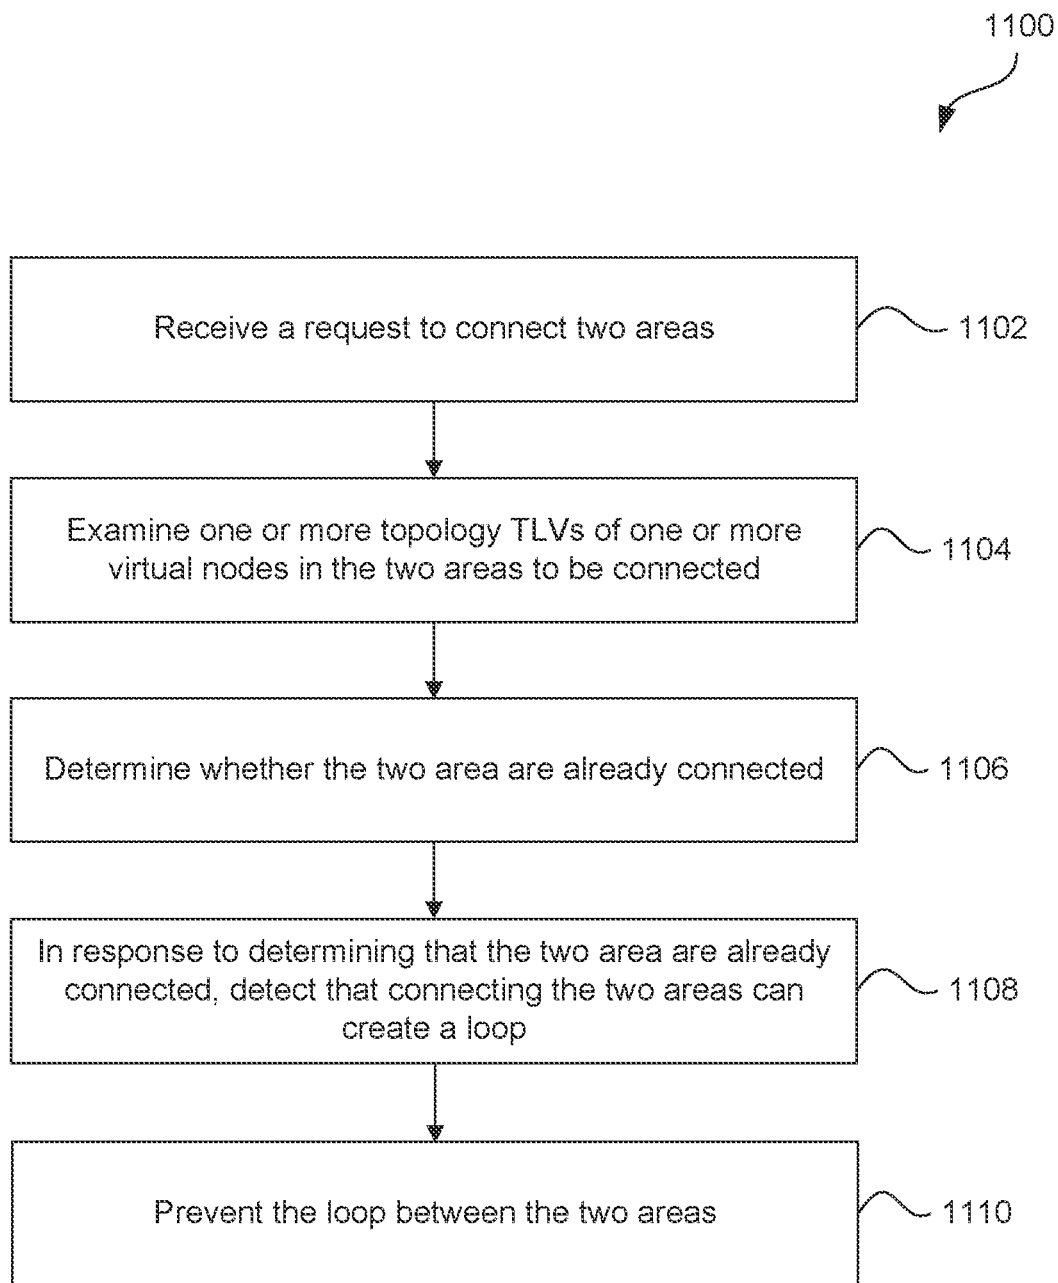 1100
Receive a request to connect two areas
1102
Examine one or more topology TLVs of one or more
virtual nodes in the two areas to be connected
1104
Determine whether the two area are already connected
1106
In response to determining that the two area are already
connected, detect that connecting the two areas can
create a loop
1108
Prevent the loop between the two areas
1110